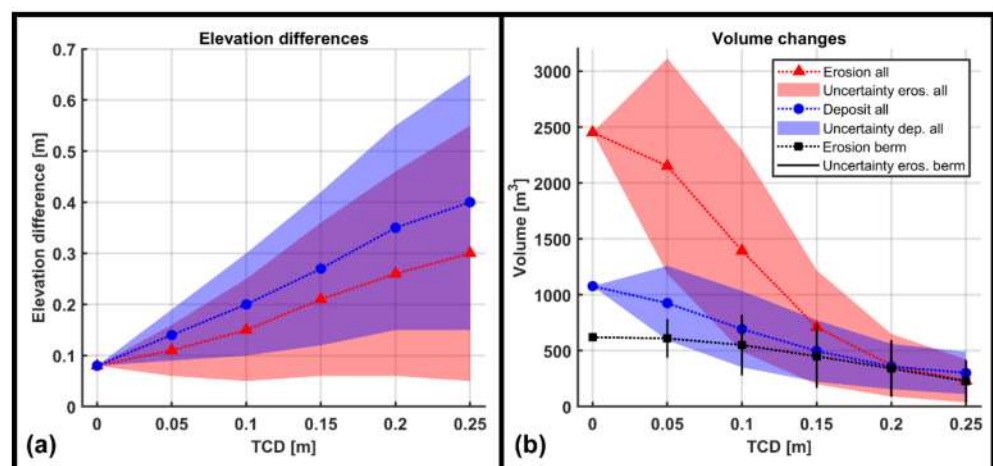 Elevation differences
0.7
0.6
0.5
0.4
0.3
0.2
0.1
0
Elevation difference [m]
0 0.05 0.1 0.15 0.2 0.25
TCD [m]
(a)
Volume changes
3000
2500
2000
1500
1000
500
0
Volume [m³]
Erosion all
Uncertainty eros. all
Deposit all
Uncertainty dep. all
Erosion berm
Uncertainty eros. berm
0 0.05 0.1 0.15 0.2 0.25
TCD [m]
(b)